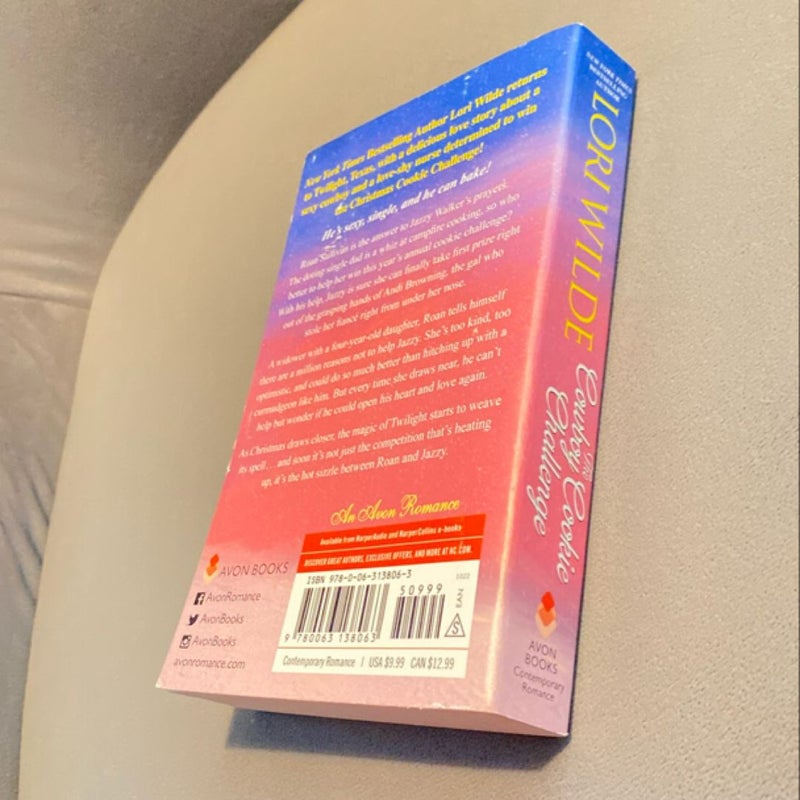 New York Times Bestselling Author Lori Wilde returns
to Twilight, Texas, with a delicious love story about a
sexy cowboy and a love-shy nurse determined to win
the Christmas Cookie Challenge!
He's sexy, single, and he can bake!
Roan Sullivan is the answer to Jazzy Walker's prayers.
The doting single dad is a whiz at campfire cooking, so who
better to help her win this year's annual cookie challenge?
With his help, Jazzy is sure she can finally take first prize right
out of the grasping hands of Andi Browning, the gal who
stole her fiancé right from under her nose.
A widower with a four-year-old daughter, Roan tells himself
there are a million reasons not to help Jazzy. She's too kind, too
optimistic, and could do so much better than hitching up with a
curmudgeon like him. But every time she draws near, he can't
help but wonder if he could open his heart and love again.
As Christmas draws closer, the magic of Twilight starts to weave
its spell . . . and soon it's not just the competition that's heating
up, it's the hot sizzle between Roan and Jazzy.
An Avon Romance
Available from HarperAudio and HarperCollins e-books
DISCOVER GREAT AUTHORS, EXCLUSIVE OFFERS, AND MORE AT HC.COM.
AVON BOOKS
AvonRomance
AvonBooks
AvonBooks
avonromance.com
ISBN 978-0-06-313806-3
1022
50999
EAN
S
9 780063 138063
Contemporary Romance | USA $9.99 CAN $12.99
NEW YORK TIMES
BESTSELLING
AUTHOR
LORI WILDE
The
Cowboy Cookie
Challenge
AVON
BOOKS
Contemporary
Romance